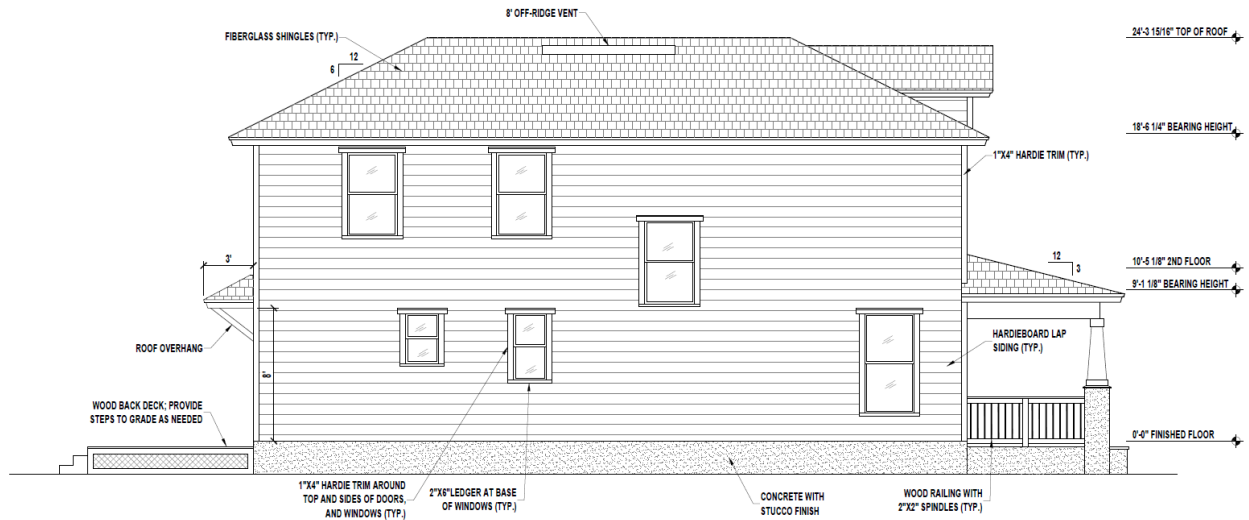 8' OFF-RIDGE VENT
FIBERGLASS SHINGLES (TYP.)
12
6
24'-3 15/16" TOP OF ROOF
18'-6 1/4" BEARING HEIGHT
1"X4" HARDIE TRIM (TYP.)
3'
12
3
10'-5 1/8" 2ND FLOOR
9'-1 1/8" BEARING HEIGHT
ROOF OVERHANG
HARDIEBOARD LAP
SIDING (TYP.)
8'
WOOD BACK DECK; PROVIDE
STEPS TO GRADE AS NEEDED
0'-0" FINISHED FLOOR
1"X4" HARDIE TRIM AROUND
TOP AND SIDES OF DOORS,
AND WINDOWS (TYP.)
2"X6"LEDGER AT BASE
OF WINDOWS (TYP.)
CONCRETE WITH
STUCCO FINISH
WOOD RAILING WITH
2"X2" SPINDLES (TYP.)